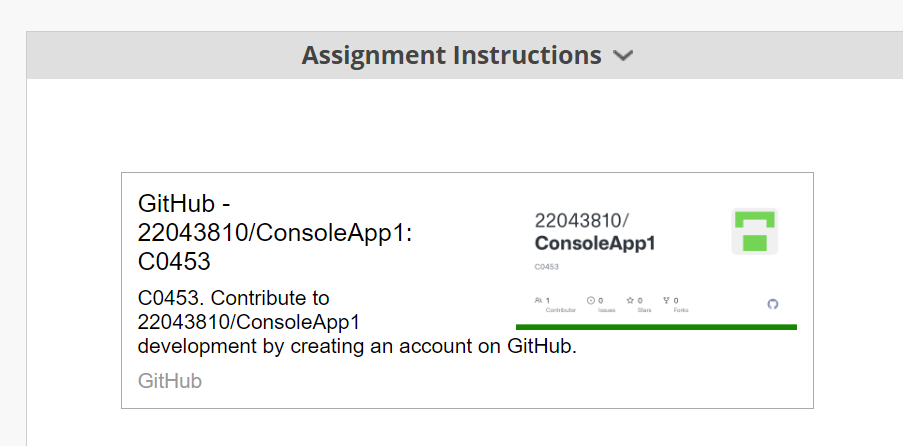 Assignment Instructions
GitHub -
22043810/ConsoleApp1:
C0453
C0453. Contribute to
22043810/ConsoleApp1
development by creating an account on GitHub.
GitHub
22043810/
ConsoleApp1
C0453
1
Contributor
0
Issues
0
Stars
0
Forks